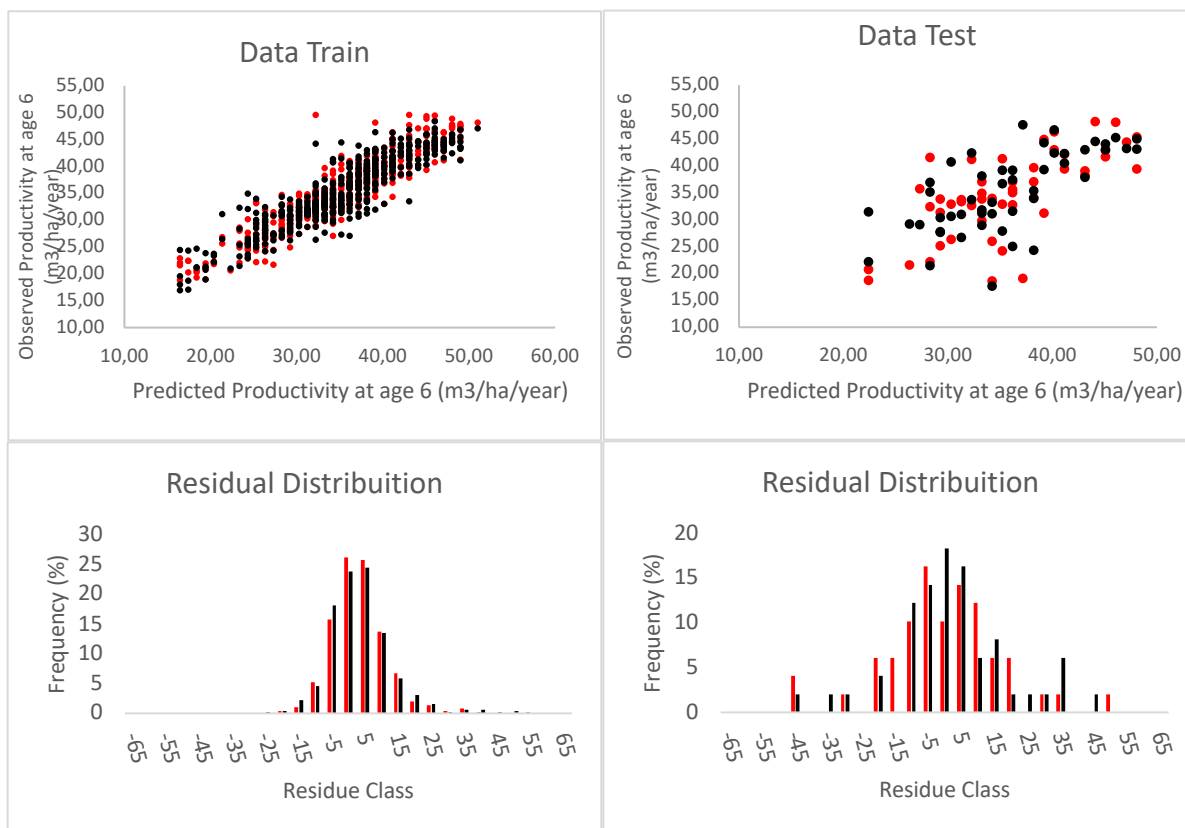 Data Train
Observed Productivity at age 6
(m3/ha/year)
55,00
50,00
45,00
40,00
35,00
30,00
25,00
20,00
15,00
10,00
10,00 20,00 30,00 40,00 50,00 60,00
Predicted Productivity at age 6 (m3/ha/year)
Data Test
Observed Productivity at age 6
(m3/ha/year)
55,00
50,00
45,00
40,00
35,00
30,00
25,00
20,00
15,00
10,00
10,00 20,00 30,00 40,00 50,00
Predicted Productivity at age 6 (m3/ha/year)
Residual Distribuition
Frequency (%)
30
25
20
15
10
5
0
-65 -55 -45 -35 -25 -15 -5 5 15 25 35 45 55 65
Residue Class
Residual Distribuition
Frequency (%)
20
15
10
5
0
-65 -55 -45 -35 -25 -15 -5 5 15 25 35 45 55 65
Residue Class